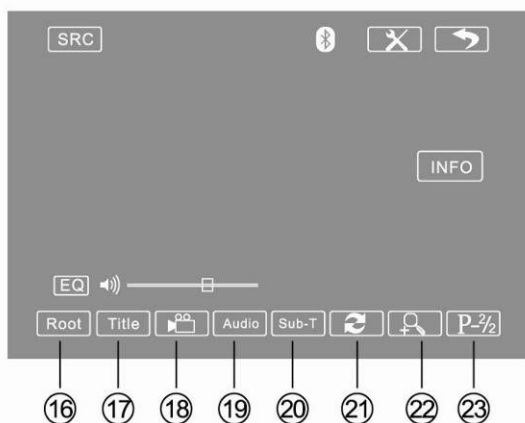 SRC
INFO
EQ
Root Title Audio Sub-T P-2/2
16 17 18 19 20 21 22 23